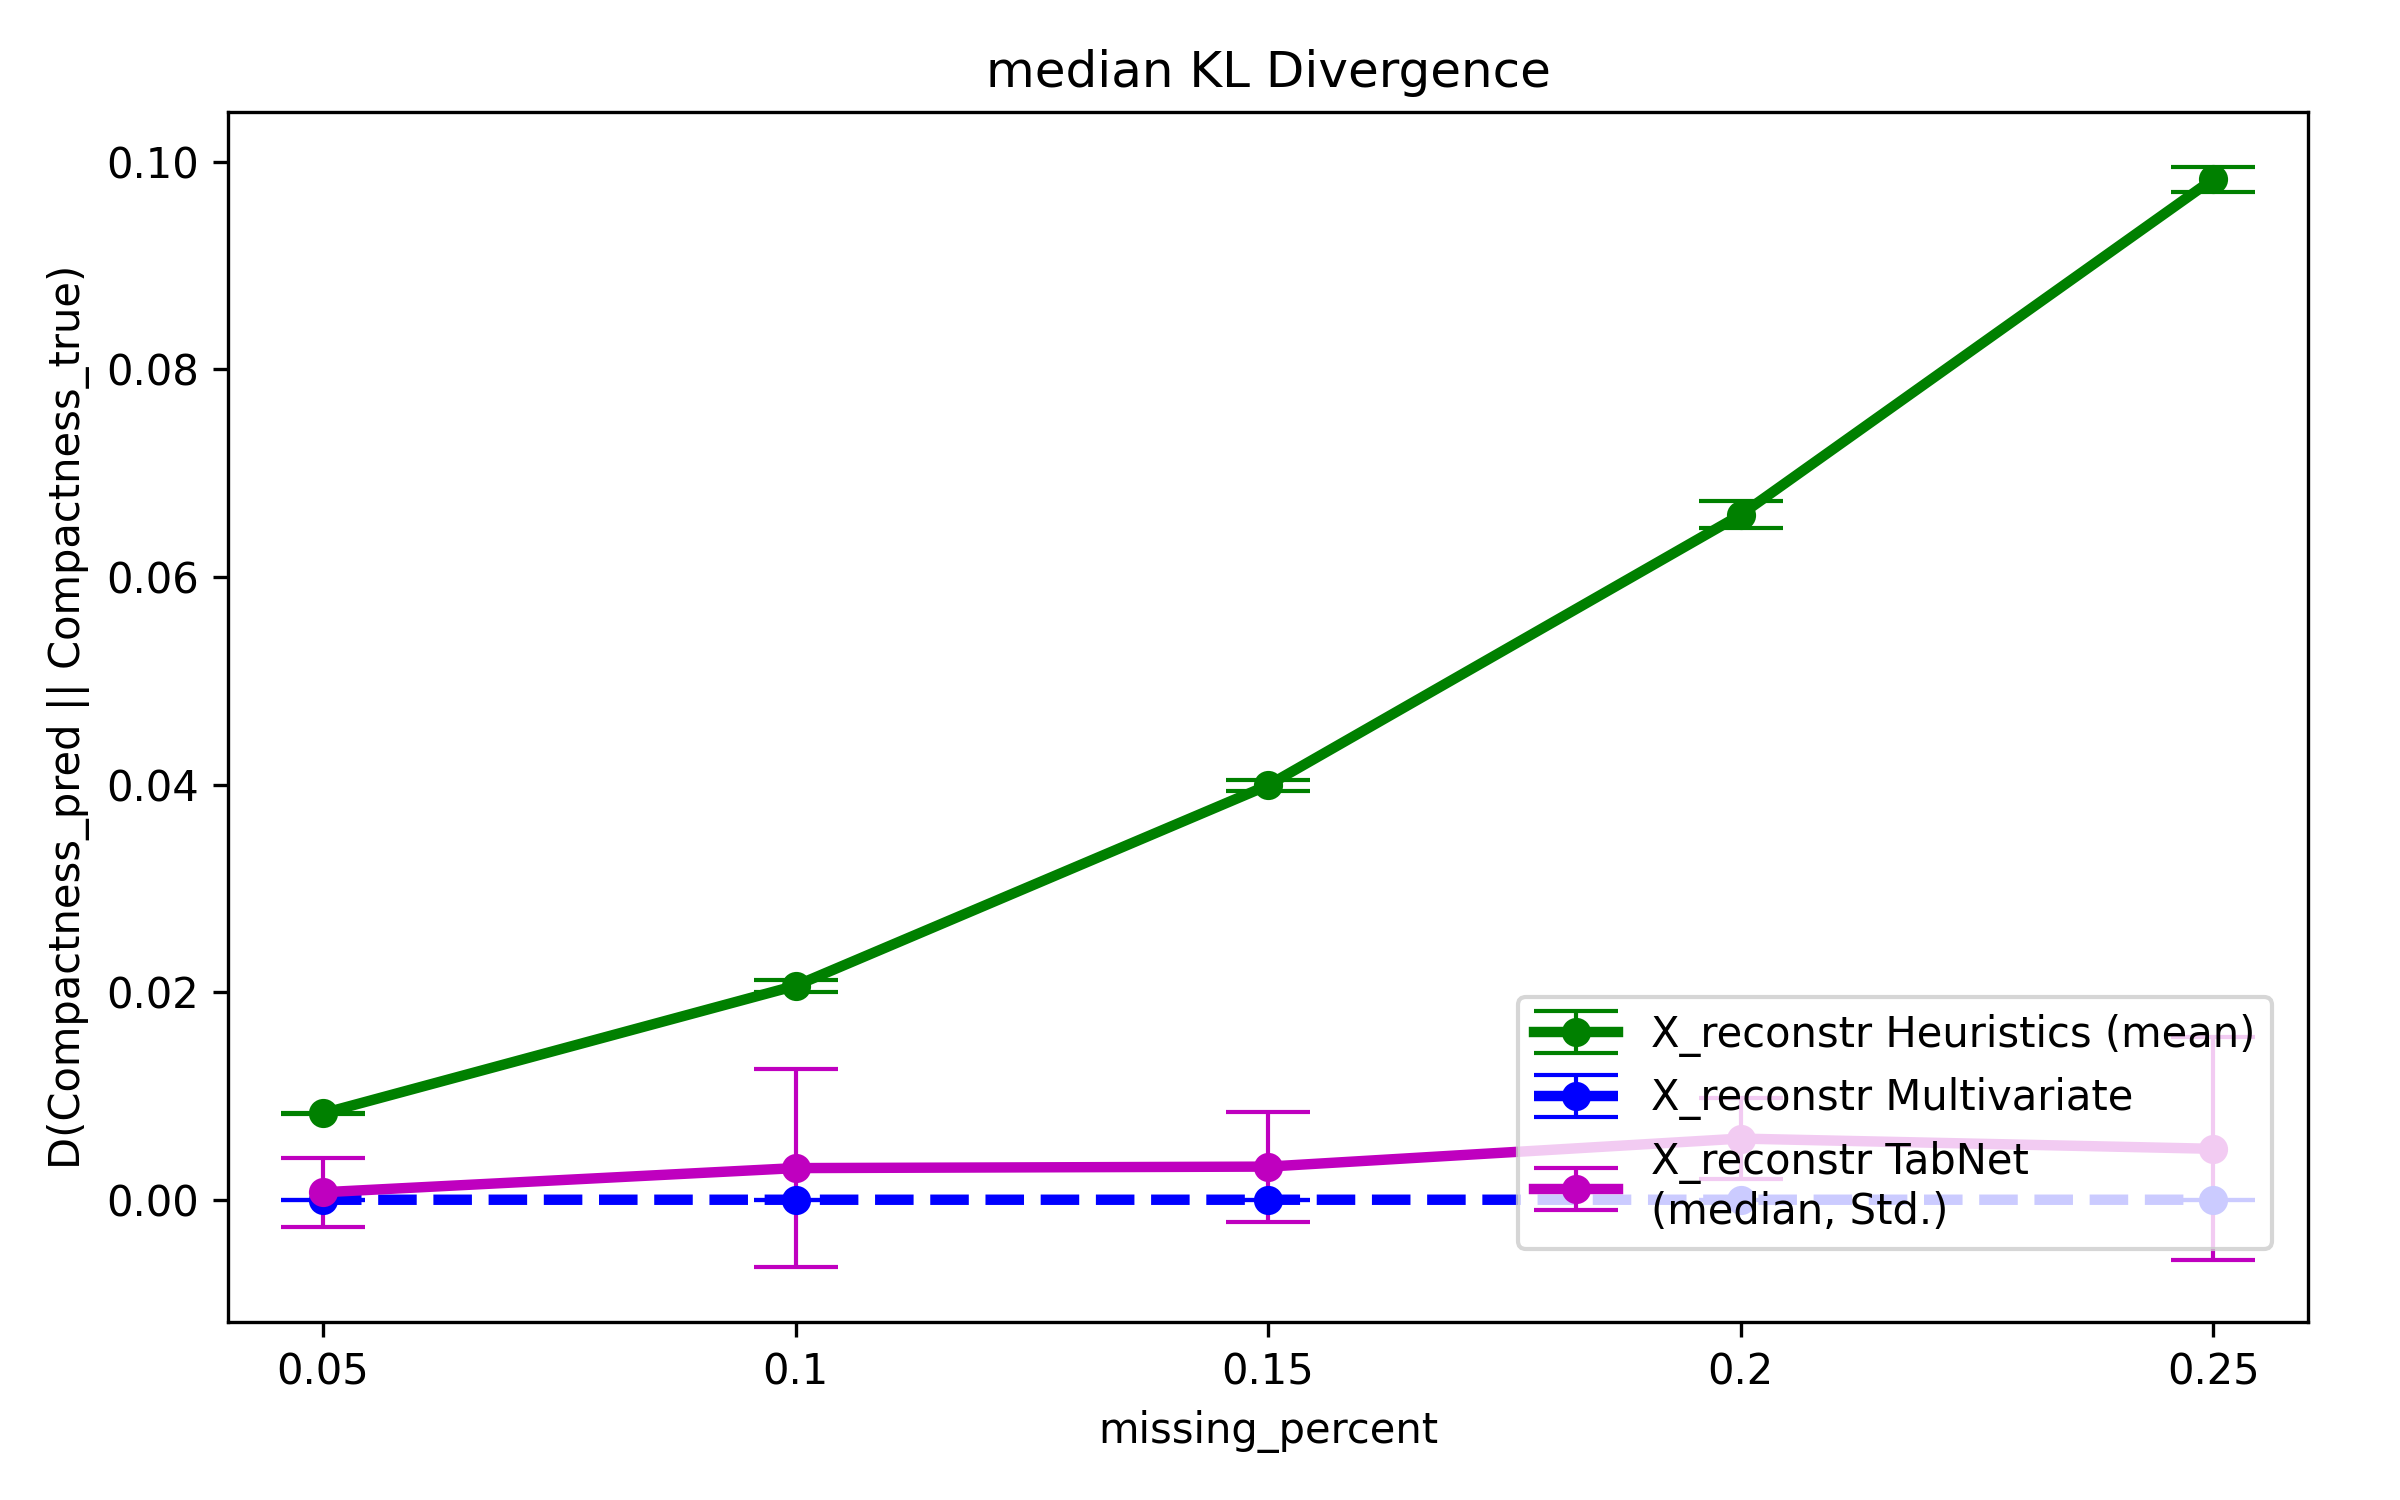 median KL Divergence
D(Compactness_pred || Compactness_true)
0.10
0.08
0.06
0.04
0.02
0.00
X_reconstr Heuristics (mean)
X_reconstr Multivariate
X_reconstr TabNet
(median, Std.)
0.05 0.1 0.15 0.2 0.25
missing_percent